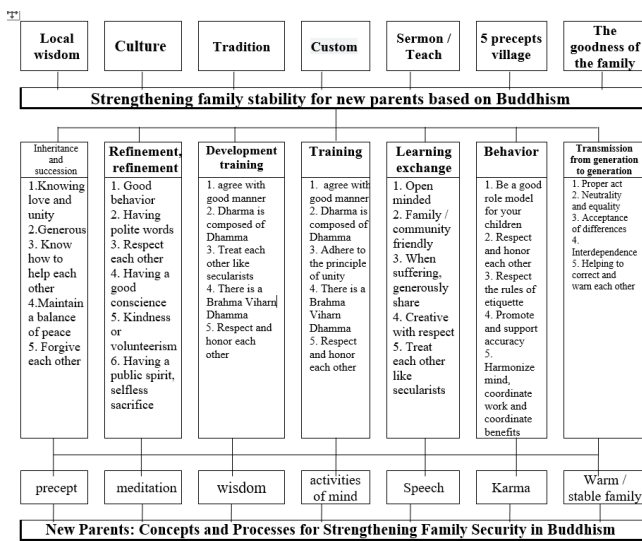 Local
wisdom
Culture
Tradition
Custom
Sermon /
Teach
5 precepts
village
The
goodness of
the family
Strengthening family stability for new parents based on Buddhism
Inheritance
and
succession
1.Knowing
love and
unity
2.Generous
3. Know
how to
help each
other
4.Maintain
a balance
of peace
5. Forgive
each other
Refinement,
refinement
1. Good
behavior
2. Having
polite words
3. Respect
each other
4. Having a
good
conscience
5. Kindness
or
volunteerism
6. Having a
public spirit,
selfless
sacrifice
Development
training
1. agree with
good manner
2. Dharma is
composed of
Dhamma
3. Treat each
other like
secularists
4. There is a
Brahma Viharn
Dhamma
5. Respect and
honor each
other
Training
1. agree with
good manner
2. Dharma is
composed of
Dhamma
3. Adhere to
the principle
of unity
4. There is a
Brahma
Viharn
Dhamma
5. Respect
and honor
each other
Learning
exchange
1. Open
minded
2. Family /
community
friendly
3. When
suffering,
generously
share
4. Creative
with respect
5. Treat
each other
like
secularists
Behavior
1. Be a good
role model for
your
children
2. Respect
and honor
each other
3. Respect
the rules of
etiquette
4. Promote
and support
accuracy
5.
Harmonize
mind,
coordinate
work and
coordinate
benefits
Transmission
from generation
to generation
1. Proper act
2. Neutrality
and equality
3. Acceptance
of differences
4.
Interdependence
5. Helping to
correct and
warn each other
precept
meditation
wisdom
activities
of mind
Speech
Karma
Warm /
stable family
New Parents: Concepts and Processes for Strengthening Family Security in Buddhism